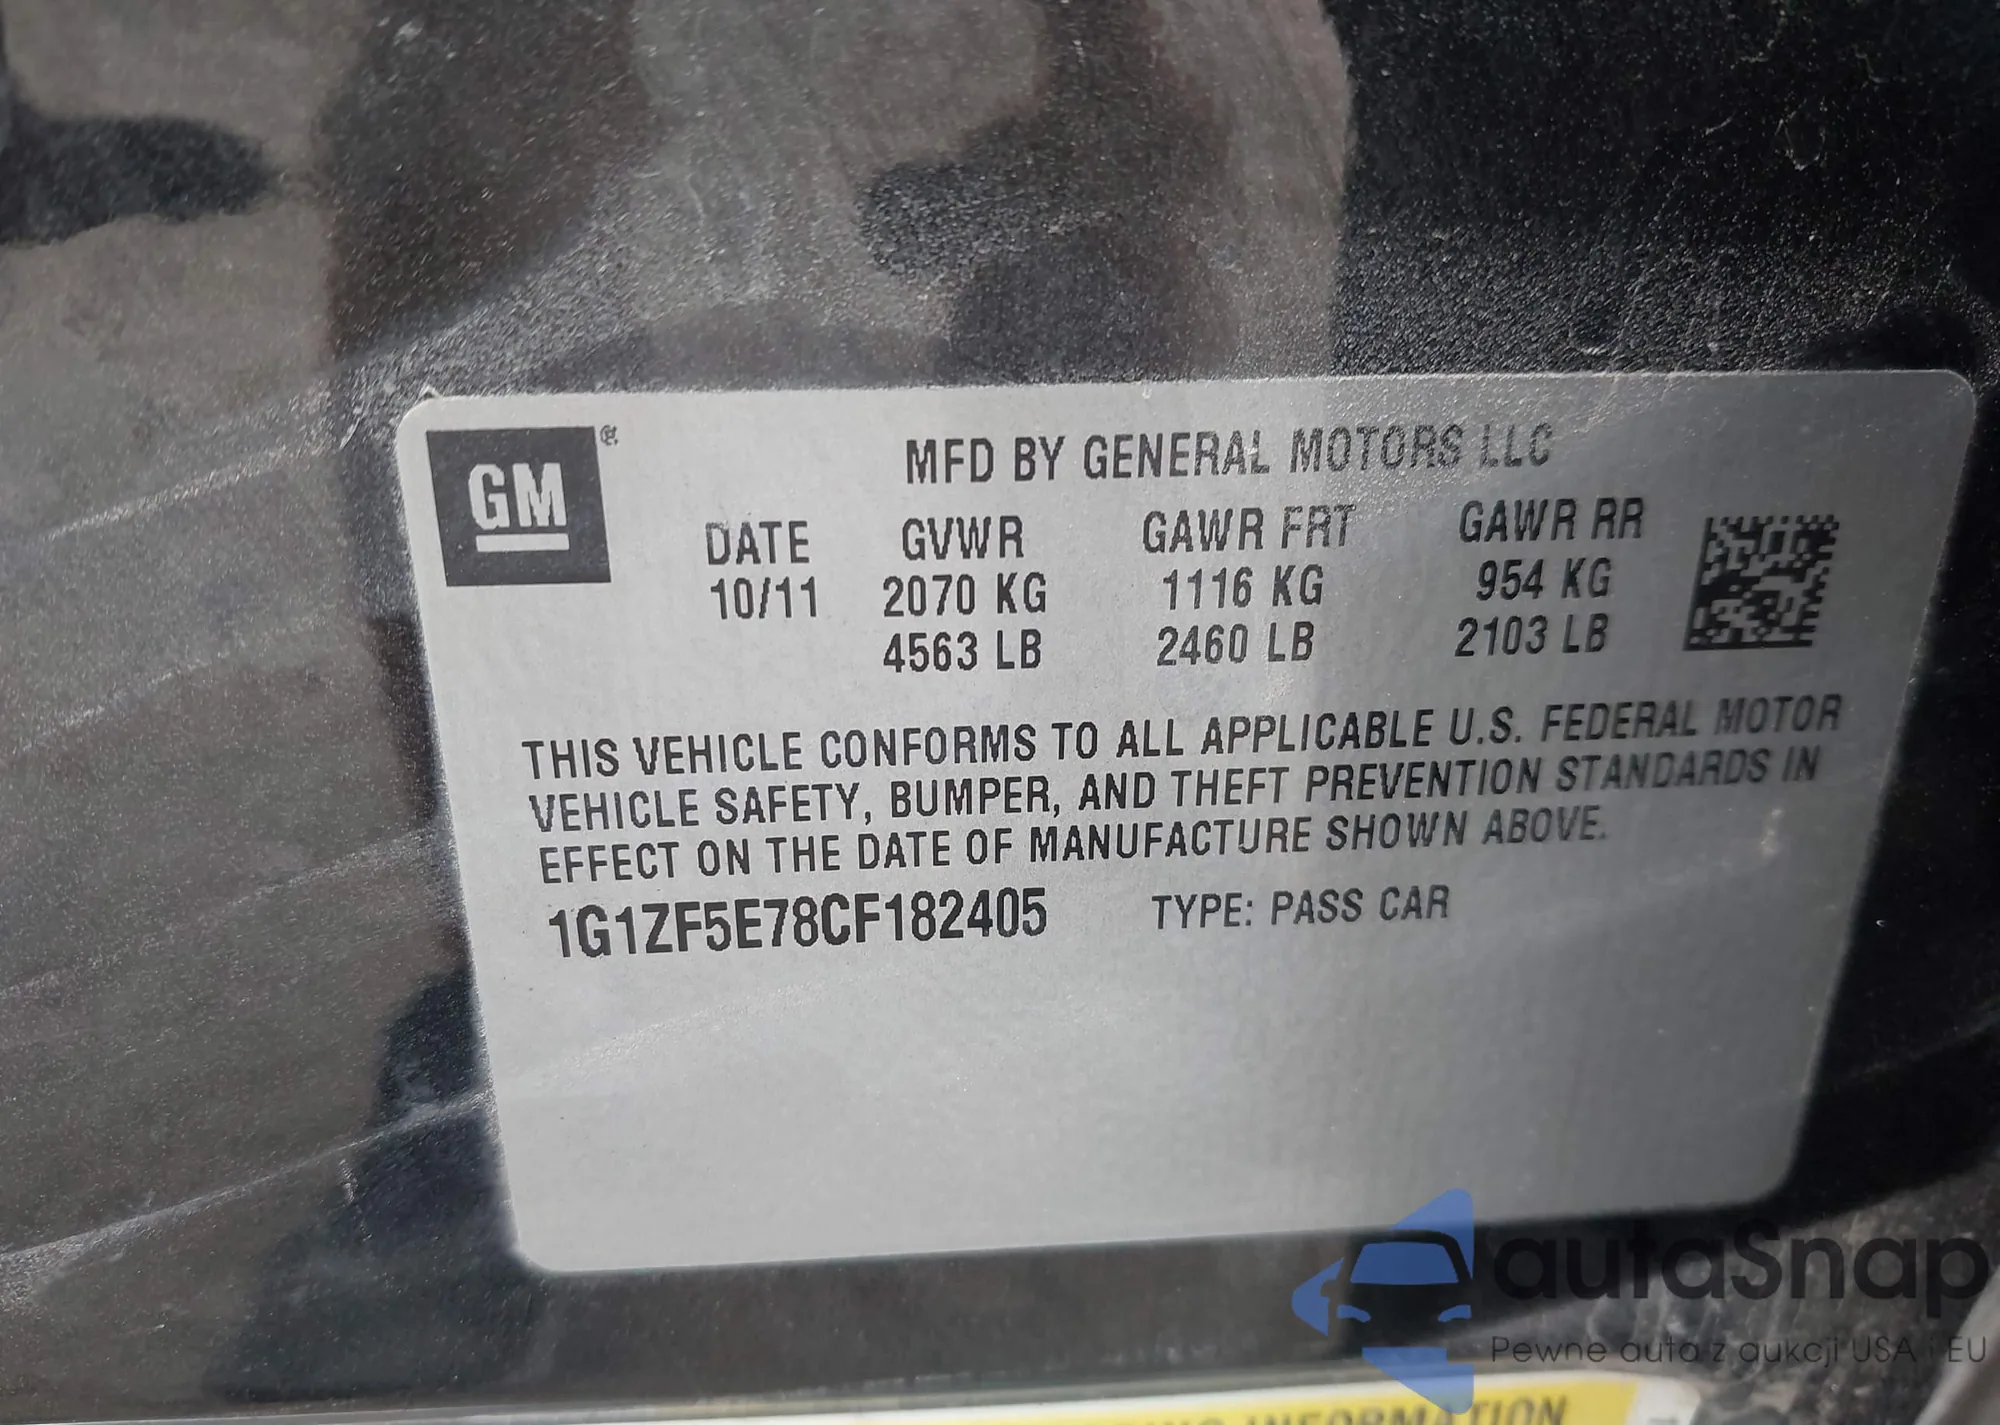 GM
MFD BY GENERAL MOTORS LLC
DATE GVWR GAWR FRT GAWR RR
10/11 2070 KG 1116 KG 954 KG
4563 LB 2460 LB 2103 LB
THIS VEHICLE CONFORMS TO ALL APPLICABLE U.S. FEDERAL MOTOR
VEHICLE SAFETY, BUMPER, AND THEFT PREVENTION STANDARDS IN
EFFECT ON THE DATE OF MANUFACTURE SHOWN ABOVE.
1G1ZF5E78CF182405 TYPE: PASS CAR
autaSnap
Pewne auta z aukcji USA i EU
INFORMATION